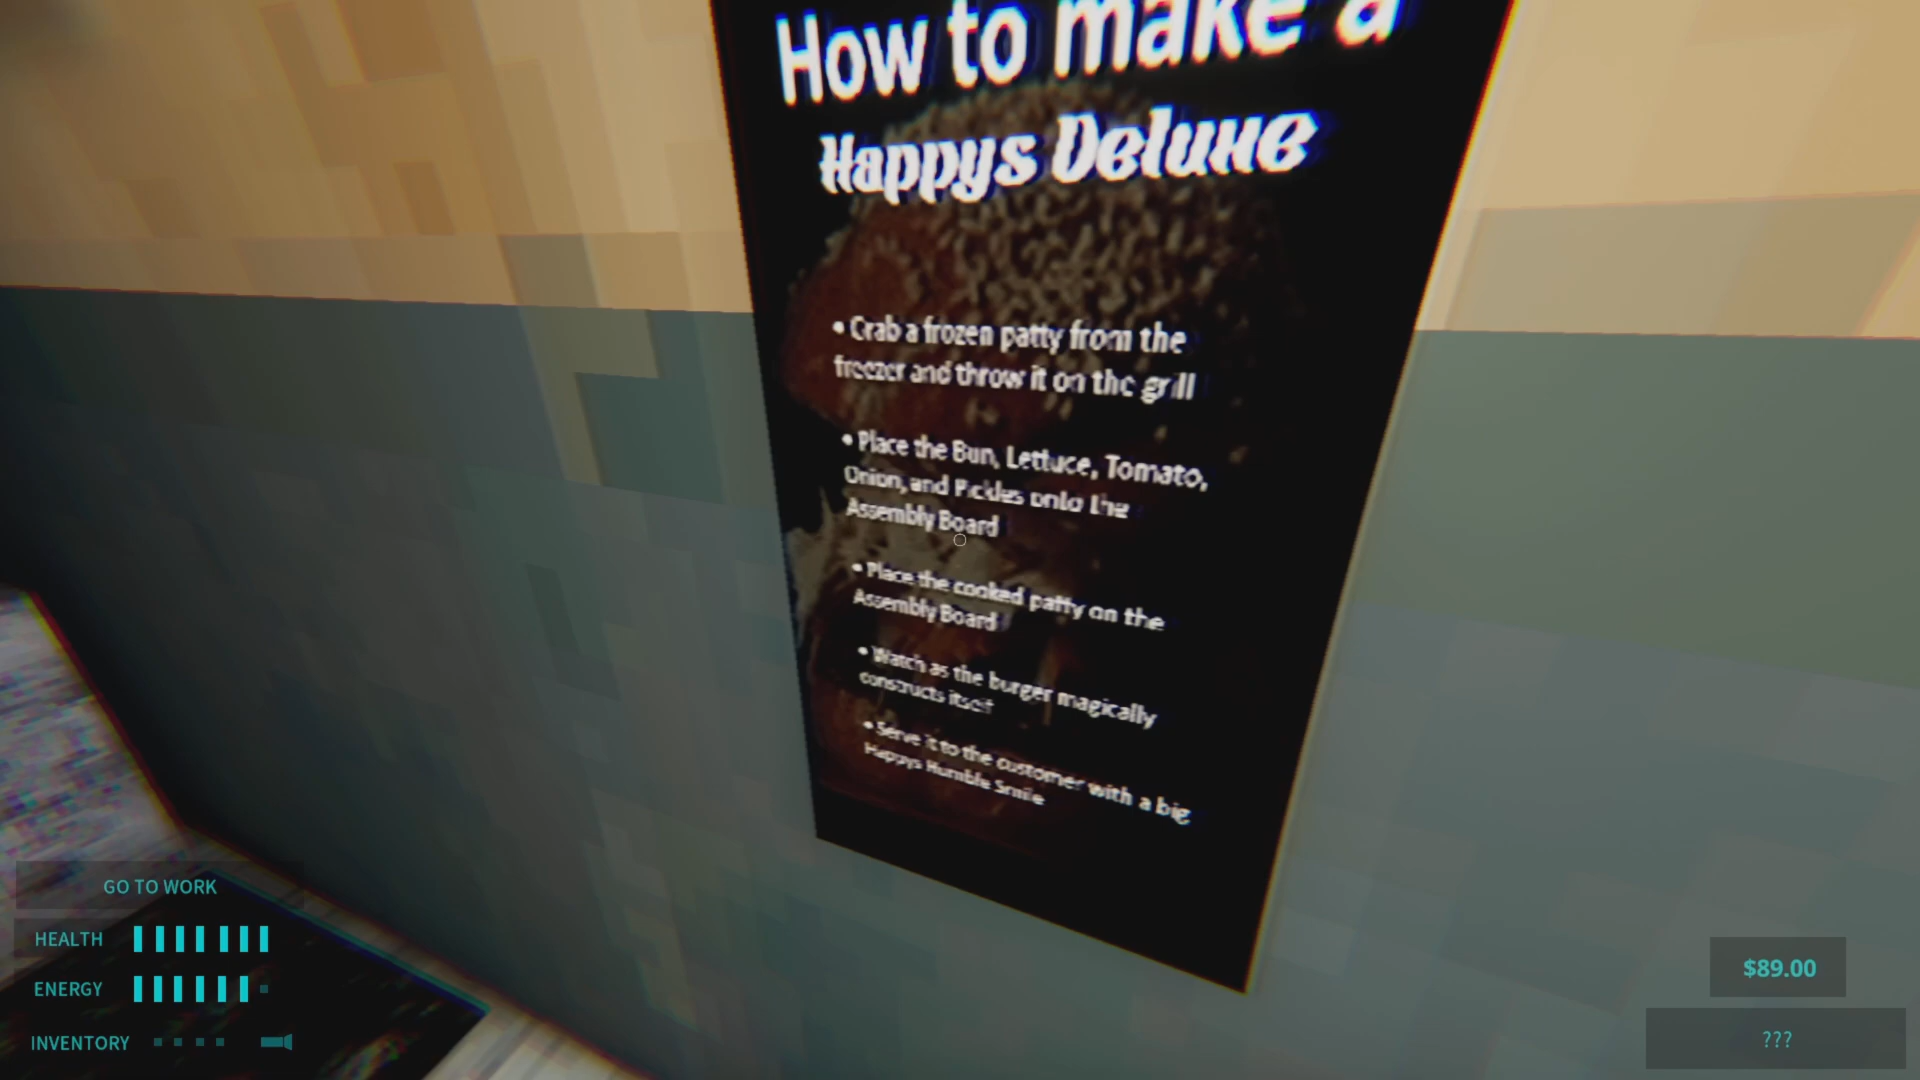 How to make a
Happys Deluxe
• Grab a frozen patty from the
freezer and throw it on the grill
• Place the Bun, Lettuce, Tomato,
Onion, and Pickles onto the
Assembly Board
• Place the cooked patty on the
Assembly Board
• Watch as the burger magically
constructs itself
• Serve it to the customer with a big
Happys Humble Smile
GO TO WORK
HEALTH
ENERGY
INVENTORY
$89.00
???